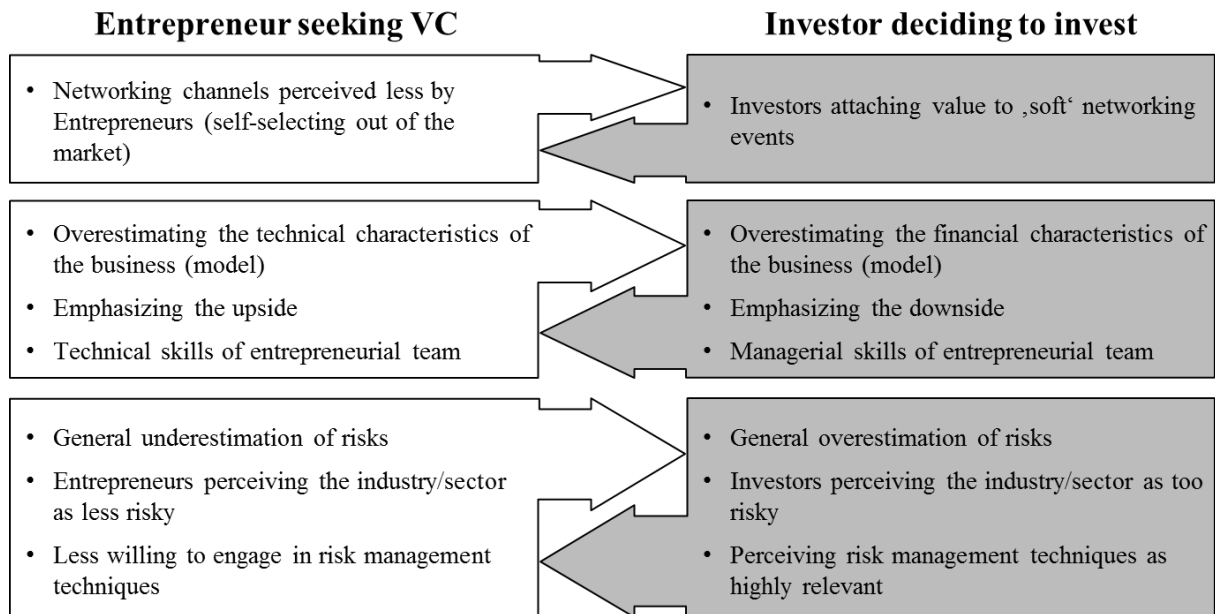 Entrepreneur seeking VC
Investor deciding to invest
• Networking channels perceived less by
Entrepreneurs (self-selecting out of the
market)
• Investors attaching value to ‚soft‘ networking
events
• Overestimating the technical characteristics of
the business (model)
• Emphasizing the upside
• Technical skills of entrepreneurial team
• Overestimating the financial characteristics of
the business (model)
• Emphasizing the downside
• Managerial skills of entrepreneurial team
• General underestimation of risks
• Entrepreneurs perceiving the industry/sector
as less risky
• Less willing to engage in risk management
techniques
• General overestimation of risks
• Investors perceiving the industry/sector as too
risky
• Perceiving risk management techniques as
highly relevant